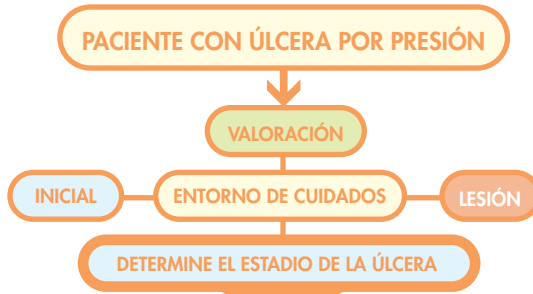 PACIENTE CON ÚLCERA POR PRESIÓN
VALORACIÓN
INICIAL
ENTORNO DE CUIDADOS
LESIÓN
DETERMINE EL ESTADIO DE LA ÚLCERA